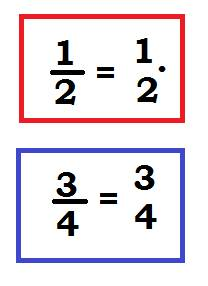 1/2 = 1.
2
3/4 = 3
4